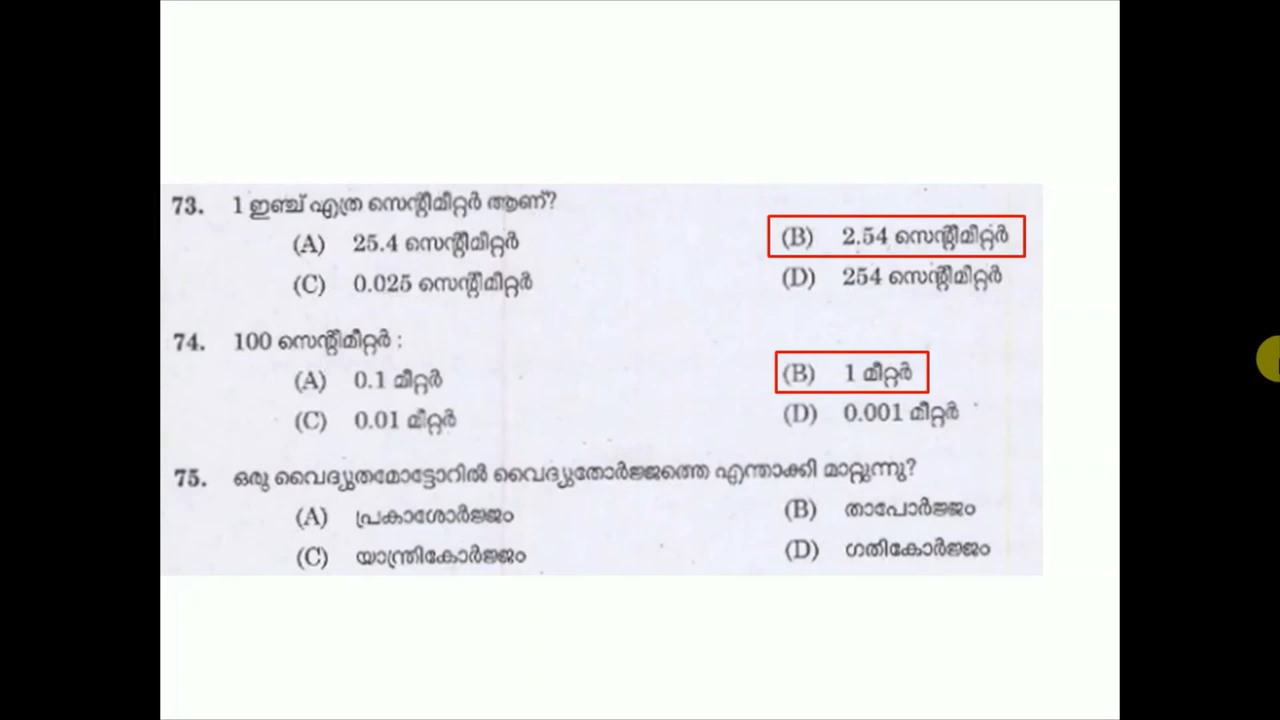 73. 1 ഇഞ്ച് എത്ര സെന്റീമീറ്റർ ആണ്?
(A) 25.4 സെന്റീമീറ്റർ (B) 2.54 സെന്റീമീറ്റർ
(C) 0.025 സെന്റീമീറ്റർ (D) 254 സെന്റീമീറ്റർ
74. 100 സെന്റീമീറ്റർ :
(A) 0.1 മീറ്റർ (B) 1 മീറ്റർ
(C) 0.01 മീറ്റർ (D) 0.001 മീറ്റർ
75. ഒരു വൈദ്യുതമോട്ടോറിൽ വൈദ്യുതോർജ്ജത്തെ എന്താക്കി മാറ്റുന്നു?
(A) പ്രകാശോർജ്ജം (B) താപോർജ്ജം
(C) യാന്ത്രികോർജ്ജം (D) ഗതികോർജ്ജം